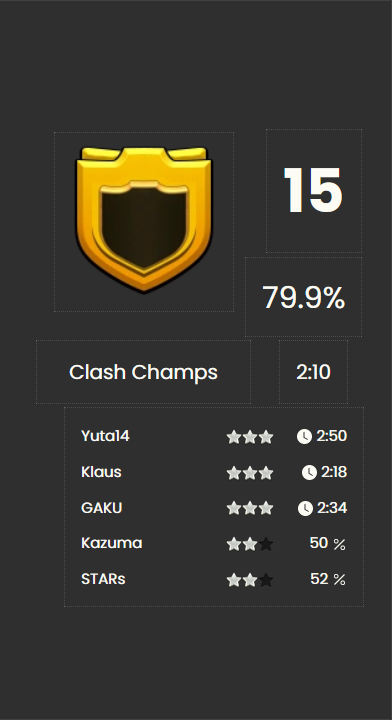 15
79.9%
Clash Champs 2:10
Yuta14 2:50
Klaus 2:18
GAKU 2:34
Kazuma 50 %
STARs 52 %